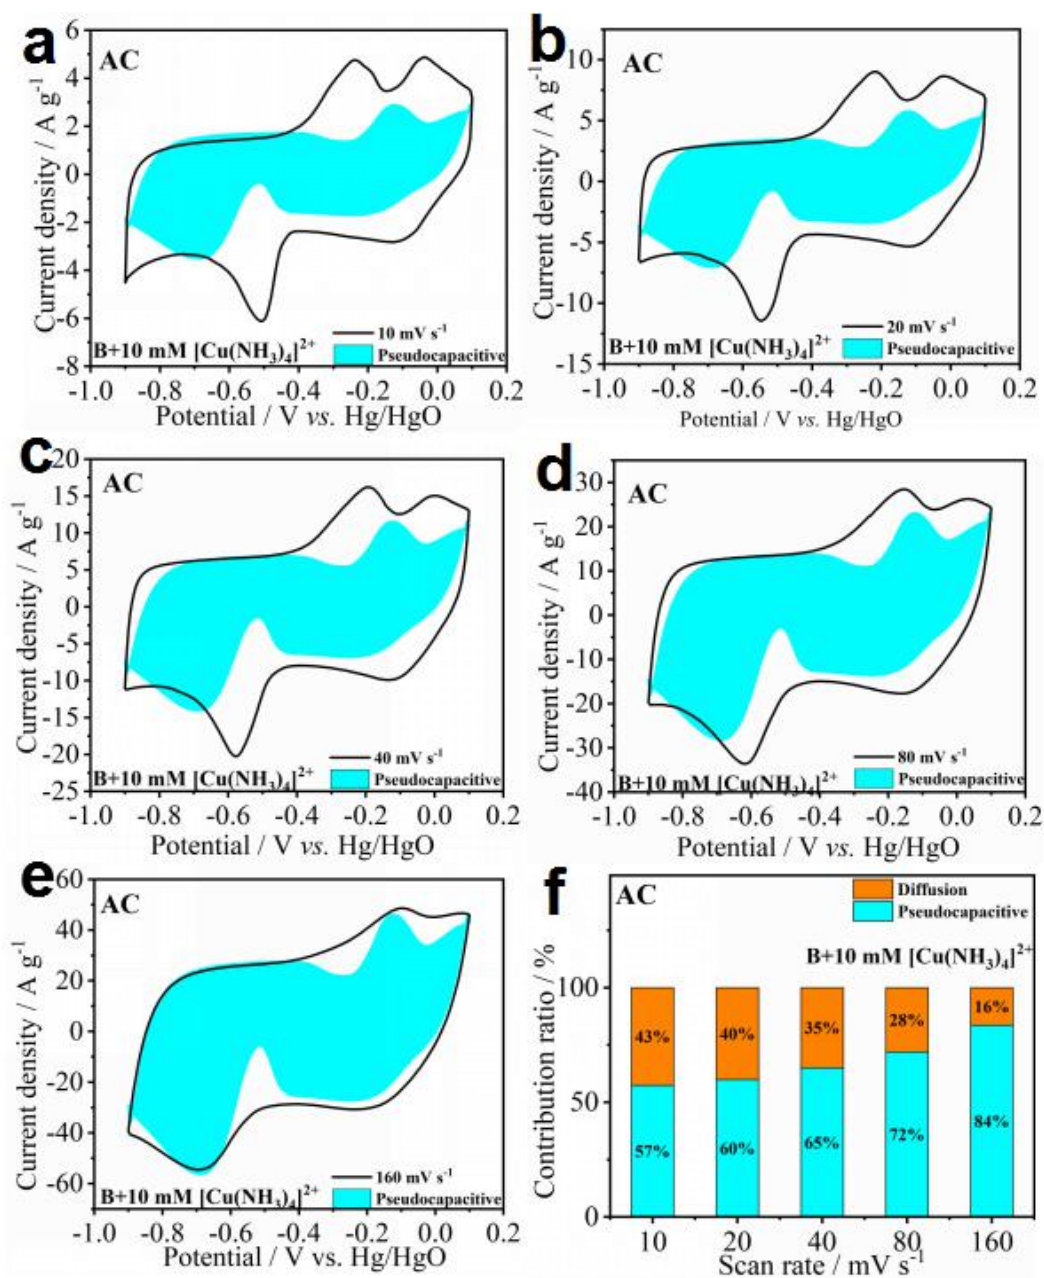 a
AC
Current density / A g⁻¹
6
4
2
0
-2
-4
-6
-8
10 mV s⁻¹
B+10 mM [Cu(NH₃)₄]²⁺
Pseudocapacitive
-1.0 -0.8 -0.6 -0.4 -0.2 0.0 0.2
Potential / V vs. Hg/HgO
b
AC
Current density / A g⁻¹
10
5
0
-5
-10
-15
20 mV s⁻¹
B+10 mM [Cu(NH₃)₄]²⁺
Pseudocapacitive
-1.0 -0.8 -0.6 -0.4 -0.2 0.0 0.2
Potential / V vs. Hg/HgO
c
AC
Current density / A g⁻¹
20
15
10
5
0
-5
-10
-15
-20
-25
40 mV s⁻¹
B+10 mM [Cu(NH₃)₄]²⁺
Pseudocapacitive
-1.0 -0.8 -0.6 -0.4 -0.2 0.0 0.2
Potential / V vs. Hg/HgO
d
AC
Current density / A g⁻¹
30
20
10
0
-10
-20
-30
-40
80 mV s⁻¹
B+10 mM [Cu(NH₃)₄]²⁺
Pseudocapacitive
-1.0 -0.8 -0.6 -0.4 -0.2 0.0 0.2
Potential / V vs. Hg/HgO
e
AC
Current density / A g⁻¹
60
40
20
0
-20
-40
-60
160 mV s⁻¹
B+10 mM [Cu(NH₃)₄]²⁺
Pseudocapacitive
-1.0 -0.8 -0.6 -0.4 -0.2 0.0 0.2
Potential / V vs. Hg/HgO
f
AC
Diffusion
Pseudocapacitive
B+10 mM [Cu(NH₃)₄]²⁺
Contribution ratio / %
100
50
0
43% 40% 35% 28% 16%
57% 60% 65% 72% 84%
10 20 40 80 160
Scan rate / mV s⁻¹